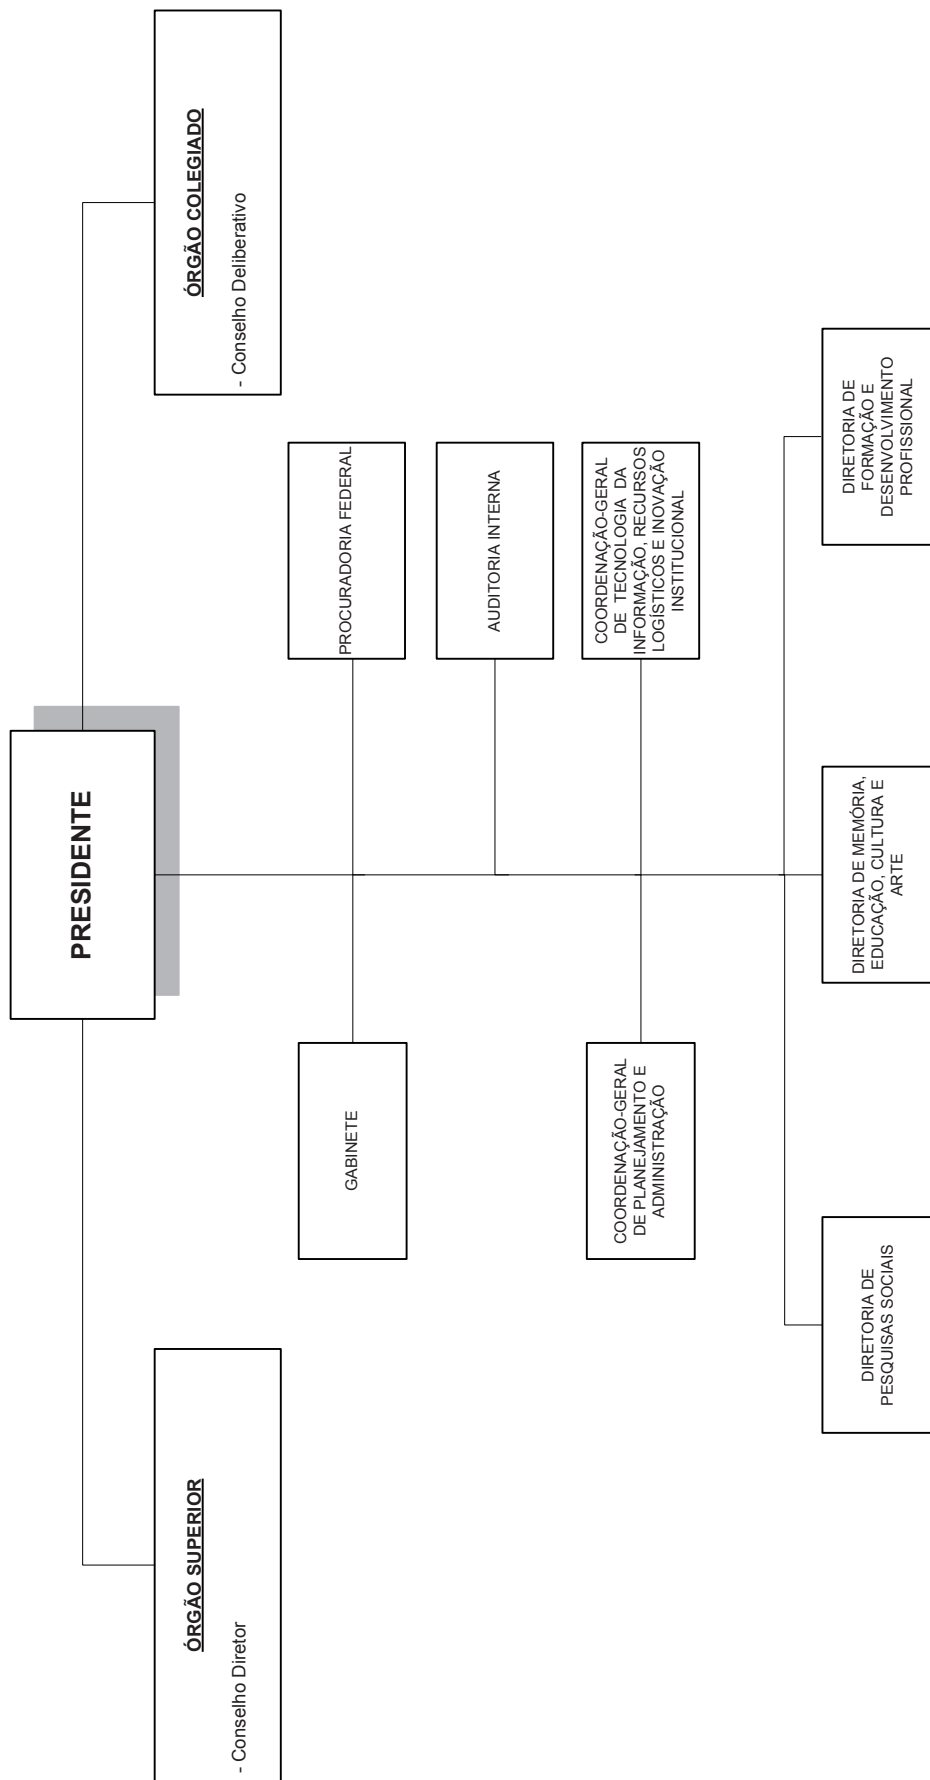 PRESIDENTE
ÓRGÃO SUPERIOR
- Conselho Diretor
ÓRGÃO COLEGIADO
- Conselho Deliberativo
GABINETE
PROCURADORIA FEDERAL
AUDITORIA INTERNA
COORDENAÇÃO-GERAL
DE PLANEJAMENTO E
ADMINISTRAÇÃO
COORDENAÇÃO-GERAL
DE TECNOLOGIA DA
INFORMAÇÃO, RECURSOS
LOGÍSTICOS E INOVAÇÃO
INSTITUCIONAL
DIRETORIA DE
PESQUISAS SOCIAIS
DIRETORIA DE MEMÓRIA,
EDUCAÇÃO, CULTURA E
ARTE
DIRETORIA DE
FORMAÇÃO E
DESENVOLVIMENTO
PROFISSIONAL